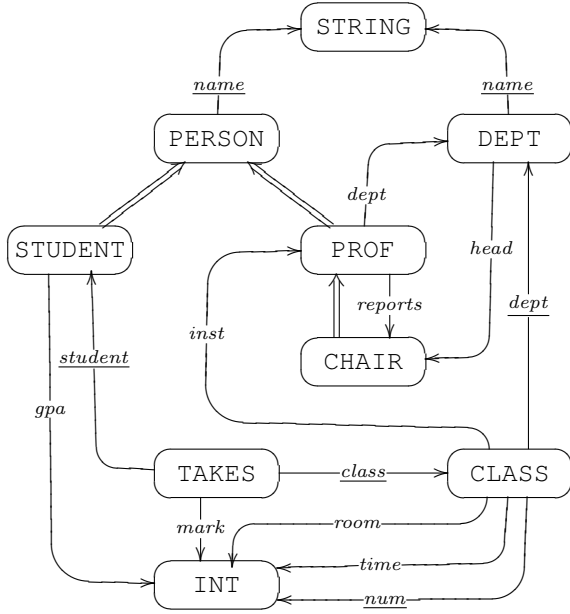 STRING
name
name
PERSON
DEPT
dept
STUDENT
PROF
head
inst
reports
dept
student
CHAIR
gpa
TAKES
class
CLASS
mark
room
time
INT
num